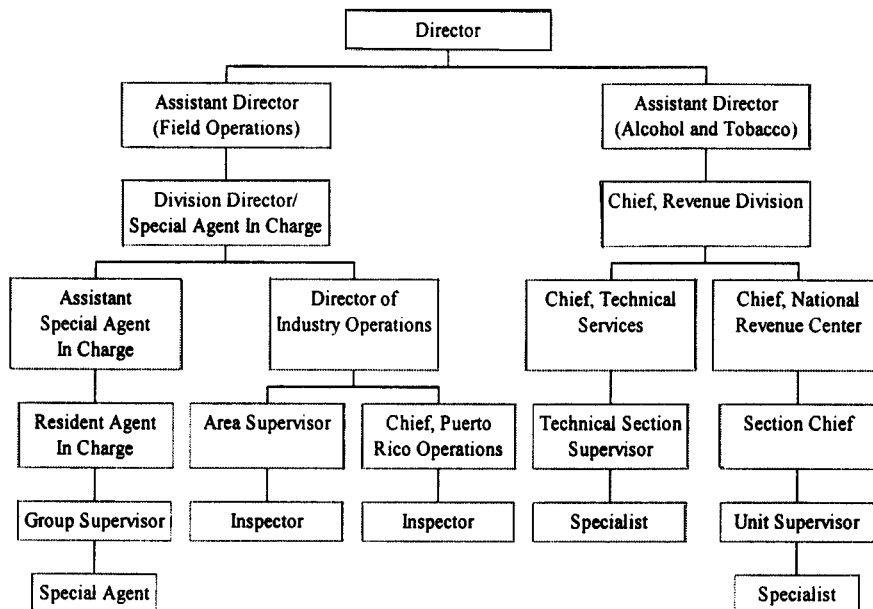 Director
Assistant Director
(Field Operations)
Assistant Director
(Alcohol and Tobacco)
Division Director/
Special Agent In Charge
Chief, Revenue Division
Assistant
Special Agent
In Charge
Director of
Industry Operations
Chief, Technical
Services
Chief, National
Revenue Center
Resident Agent
In Charge
Area Supervisor
Chief, Puerto
Rico Operations
Technical Section
Supervisor
Section Chief
Group Supervisor
Inspector
Inspector
Specialist
Unit Supervisor
Special Agent
Specialist